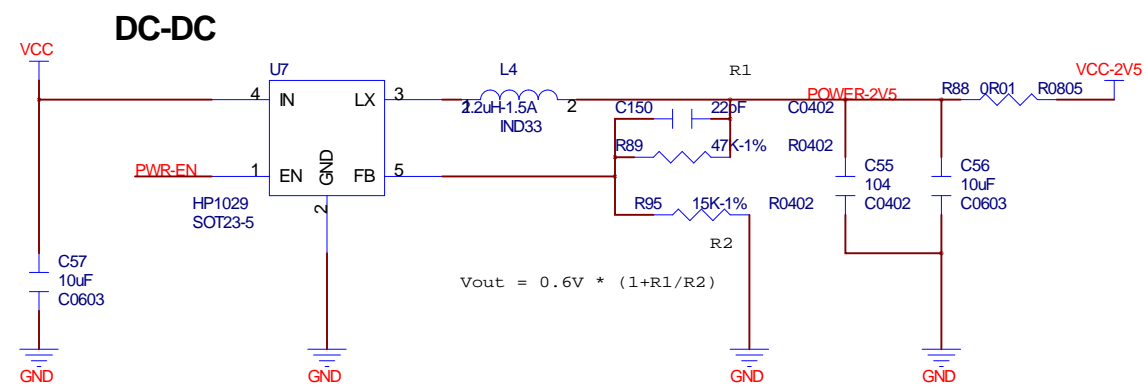 DC-DC
VCC
U7
4
IN
LX
3
L4
2.2uH-1.5A
IND33
2
R1
POWER-2V5
R88
0R01
R0805
VCC-2V5
C150
22pF
C0402
R89
47K-1%
R0402
PWR-EN
1
EN
GND
FB
5
2
HP1029
SOT23-5
R95
15K-1%
R0402
R2
C55
104
C0402
C56
10uF
C0603
C57
10uF
C0603
Vout = 0.6V * (1+R1/R2)
GND
GND
GND
GND